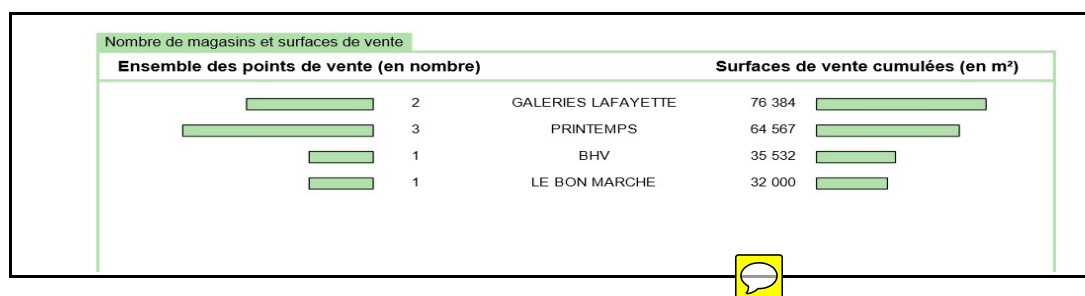 Nombre de magasins et surfaces de vente
Ensemble des points de vente (en nombre) Surfaces de vente cumulées (en m²)
2 GALERIES LAFAYETTE 76 384
3 PRINTEMPS 64 567
1 BHV 35 532
1 LE BON MARCHE 32 000